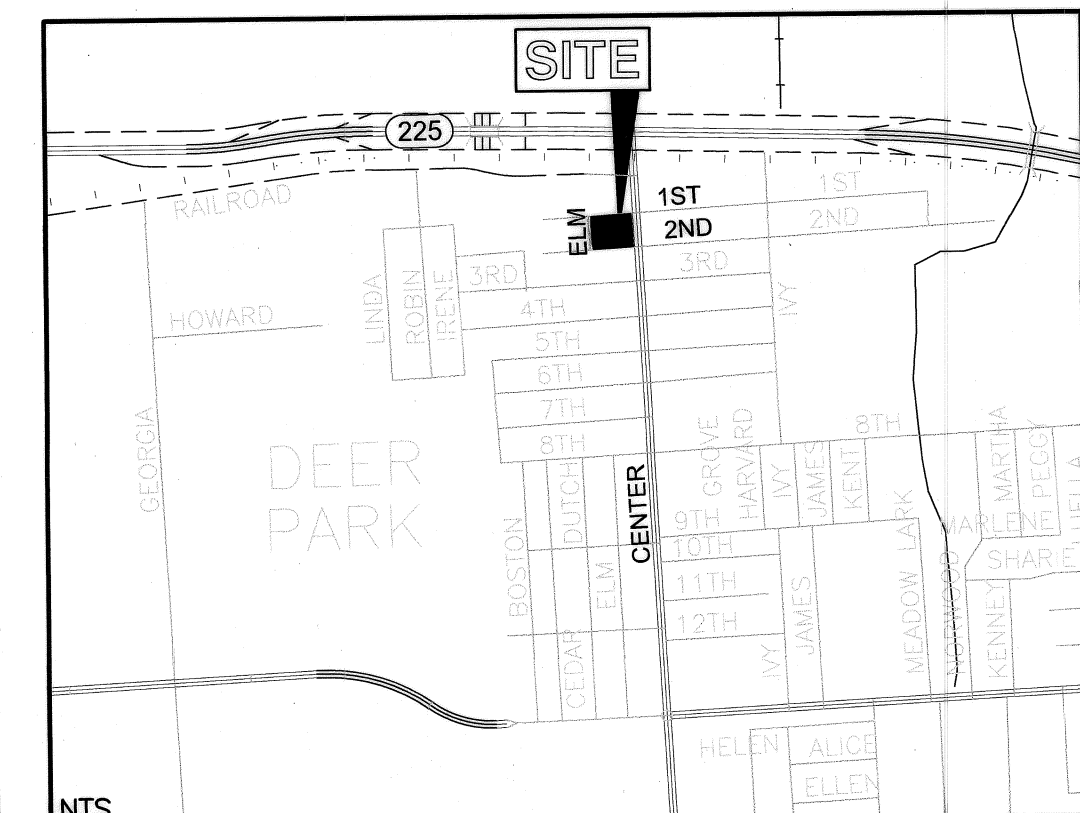 SITE
225
RAILROAD
1ST
1ST
ELM
2ND
2ND
3RD
3RD
LINDA
ROBIN
IRENE
IVY
HOWARD
4TH
5TH
6TH
7TH
8TH
8TH
GEORGIA
DEER
PARK
CENTER
GROVE
HARVARD
IVY
JAMES
KENT
MARTHA
PEGGY
DUTCH
BOSTON
ELM
CEDAR
9TH
10TH
11TH
12TH
IVY
JAMES
MEADOW LARK
NORWOOD
MARLENE
SHARIE
KENNEY
HELEN
ALICE
ELLEN
NTS